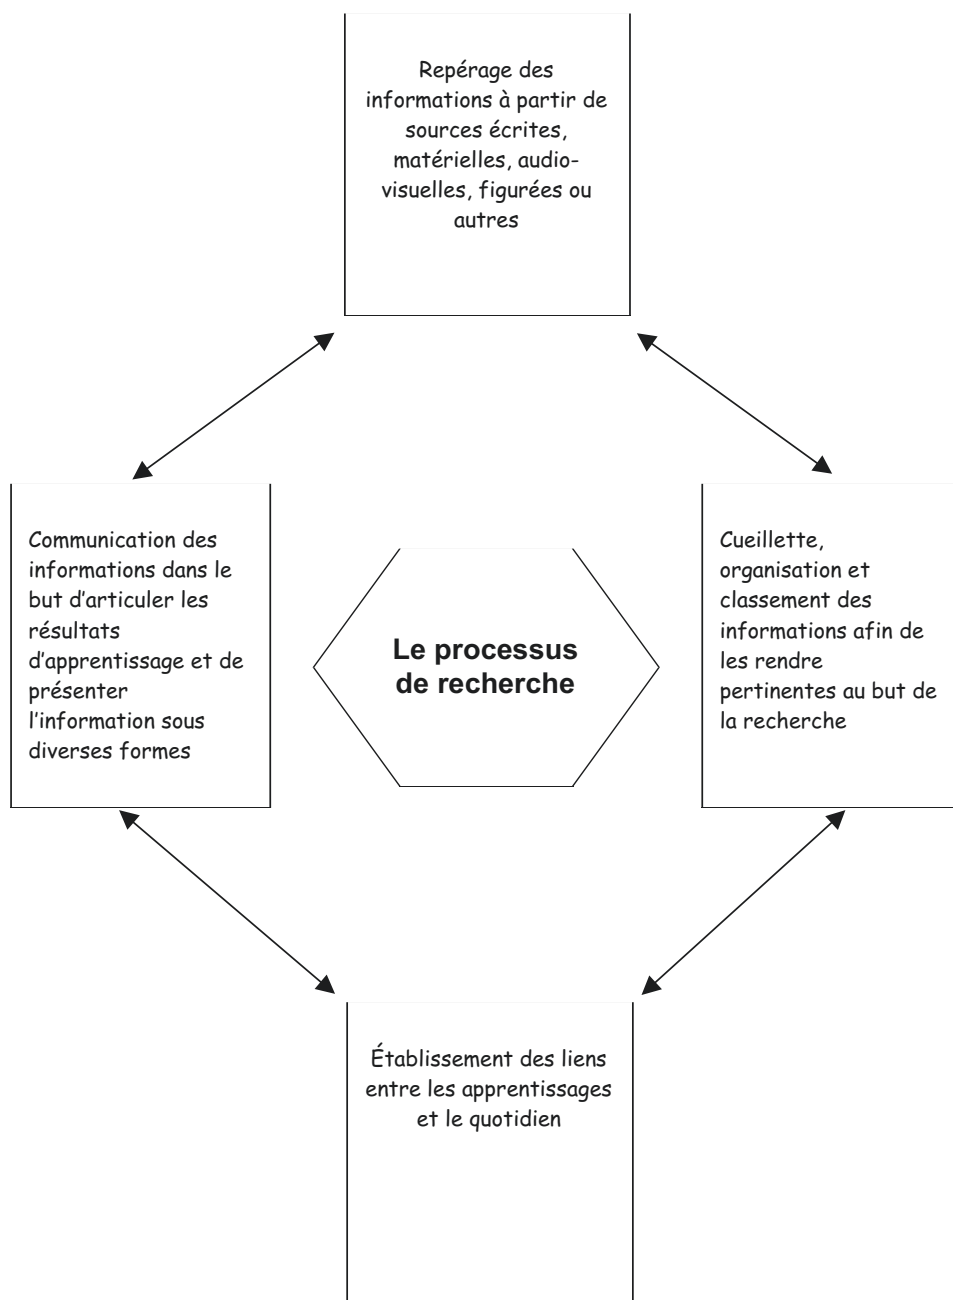 Repérage des
informations à partir de
sources écrites,
matérielles, audio-
visuelles, figurées ou
autres
Communication des
informations dans le
but d'articuler les
résultats
d'apprentissage et de
présenter
l'information sous
diverses formes
Le processus
de recherche
Cueillette,
organisation et
classement des
informations afin de
les rendre
pertinentes au but de
la recherche
Établissement des liens
entre les apprentissages
et le quotidien